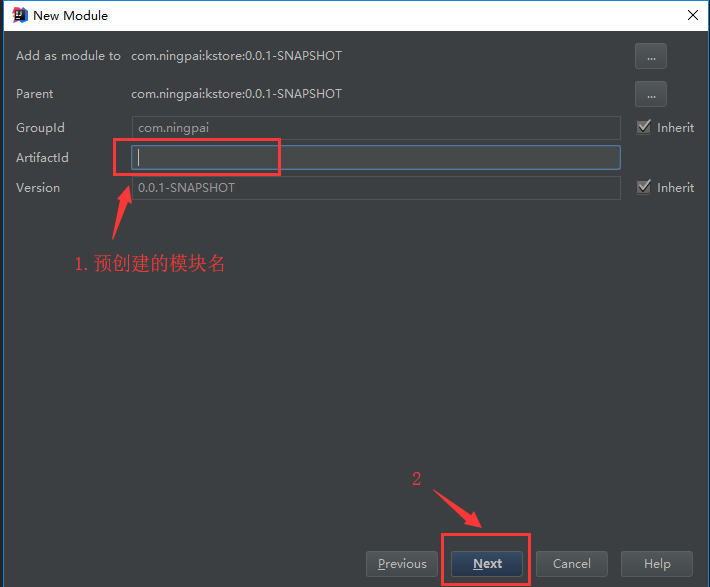 New Module
Add as module to com.ningpai:kstore:0.0.1-SNAPSHOT ...
Parent com.ningpai:kstore:0.0.1-SNAPSHOT ...
GroupId com.ningpai Inherit
ArtifactId
Version 0.0.1-SNAPSHOT Inherit
1.预创建的模块名
2
Previous Next Cancel Help